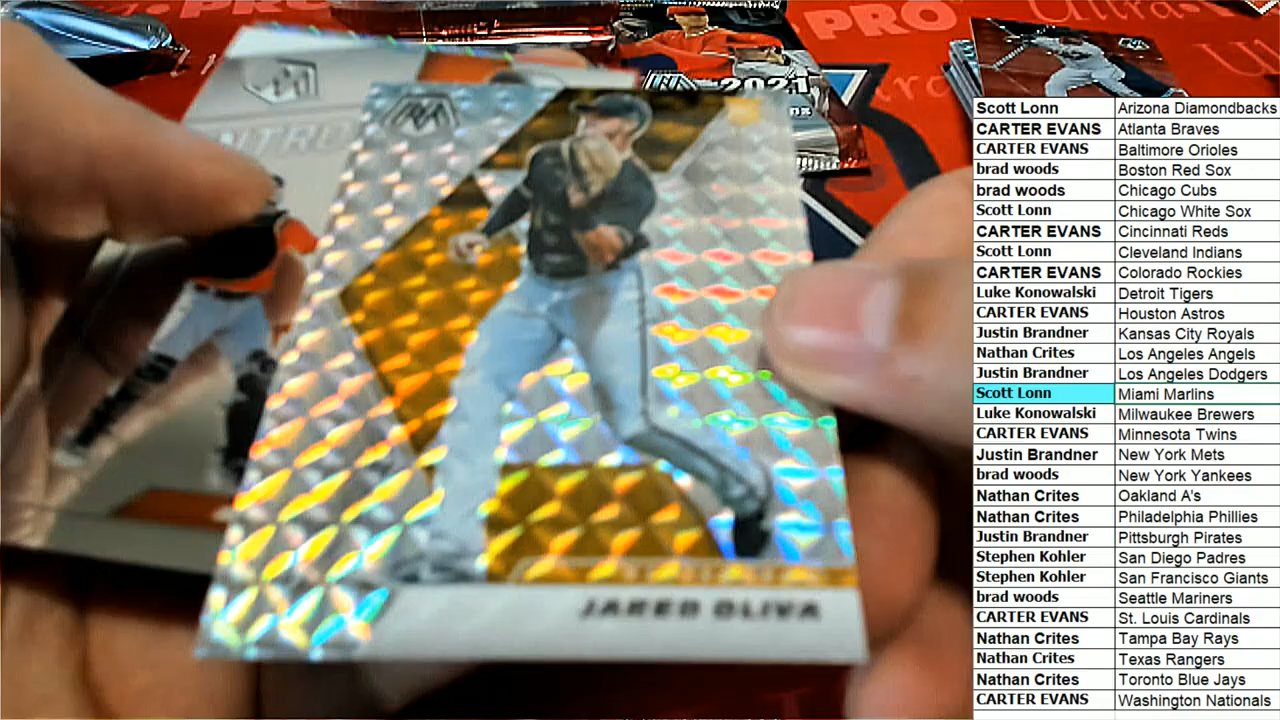 PRO
PRO
2021
NTRO
JARED OLIVA
Scott Lonn Arizona Diamondbacks
CARTER EVANS Atlanta Braves
CARTER EVANS Baltimore Orioles
brad woods Boston Red Sox
brad woods Chicago Cubs
Scott Lonn Chicago White Sox
CARTER EVANS Cincinnati Reds
Scott Lonn Cleveland Indians
CARTER EVANS Colorado Rockies
Luke Konowalski Detroit Tigers
CARTER EVANS Houston Astros
Justin Brandner Kansas City Royals
Nathan Crites Los Angeles Angels
Justin Brandner Los Angeles Dodgers
Scott Lonn Miami Marlins
Luke Konowalski Milwaukee Brewers
CARTER EVANS Minnesota Twins
Justin Brandner New York Mets
brad woods New York Yankees
Nathan Crites Oakland A's
Nathan Crites Philadelphia Phillies
Justin Brandner Pittsburgh Pirates
Stephen Kohler San Diego Padres
Stephen Kohler San Francisco Giants
brad woods Seattle Mariners
CARTER EVANS St. Louis Cardinals
Nathan Crites Tampa Bay Rays
Nathan Crites Texas Rangers
Nathan Crites Toronto Blue Jays
CARTER EVANS Washington Nationals